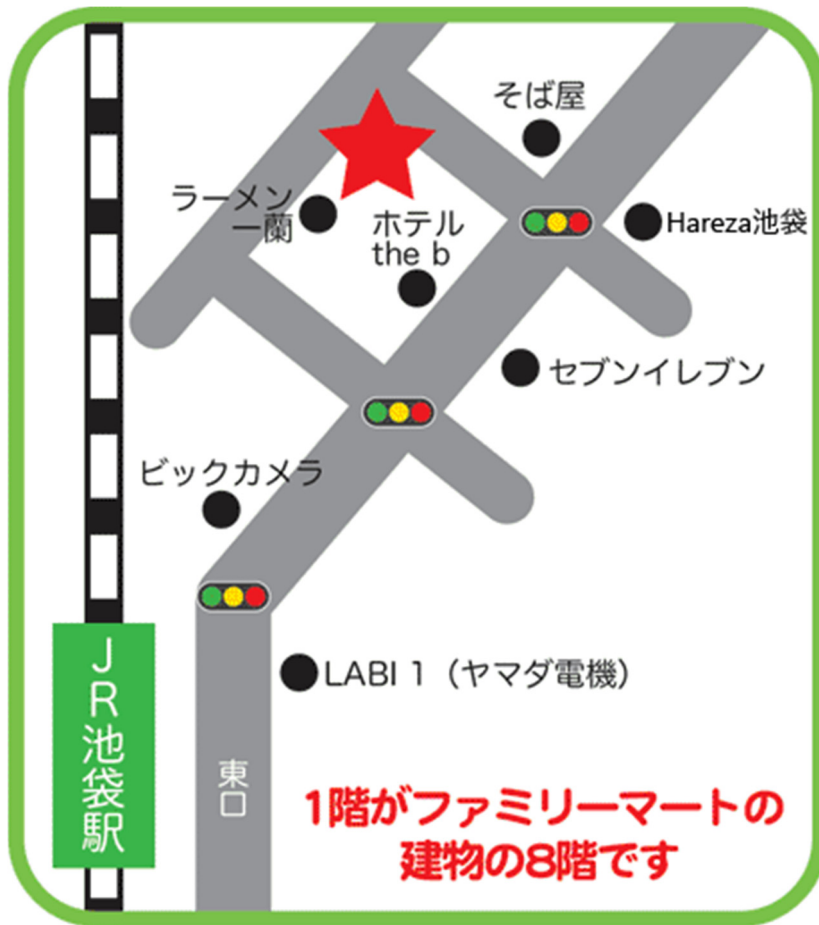 そば屋
ラーメン
一蘭
ホテル
the b
Hareza池袋
セブンイレブン
ビックカメラ
LABI 1（ヤマダ電機）
JR池袋駅
東口
1階がファミリーマートの
建物の8階です